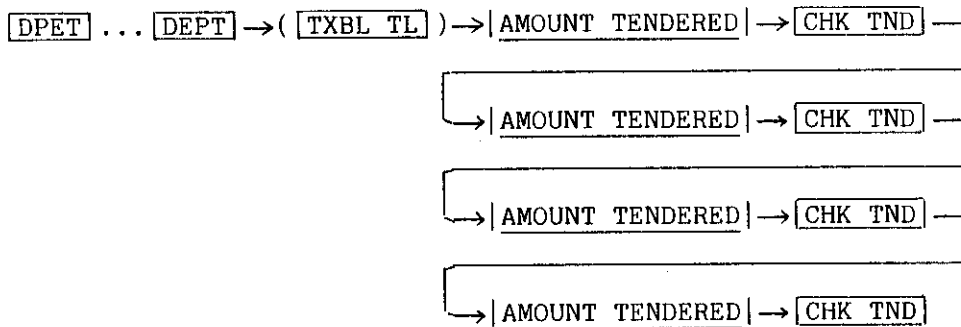 DPET ... DEPT →( TXBL TL )→| AMOUNT TENDERED |→ CHK TND
→| AMOUNT TENDERED |→ CHK TND
→| AMOUNT TENDERED |→ CHK TND
→| AMOUNT TENDERED |→ CHK TND